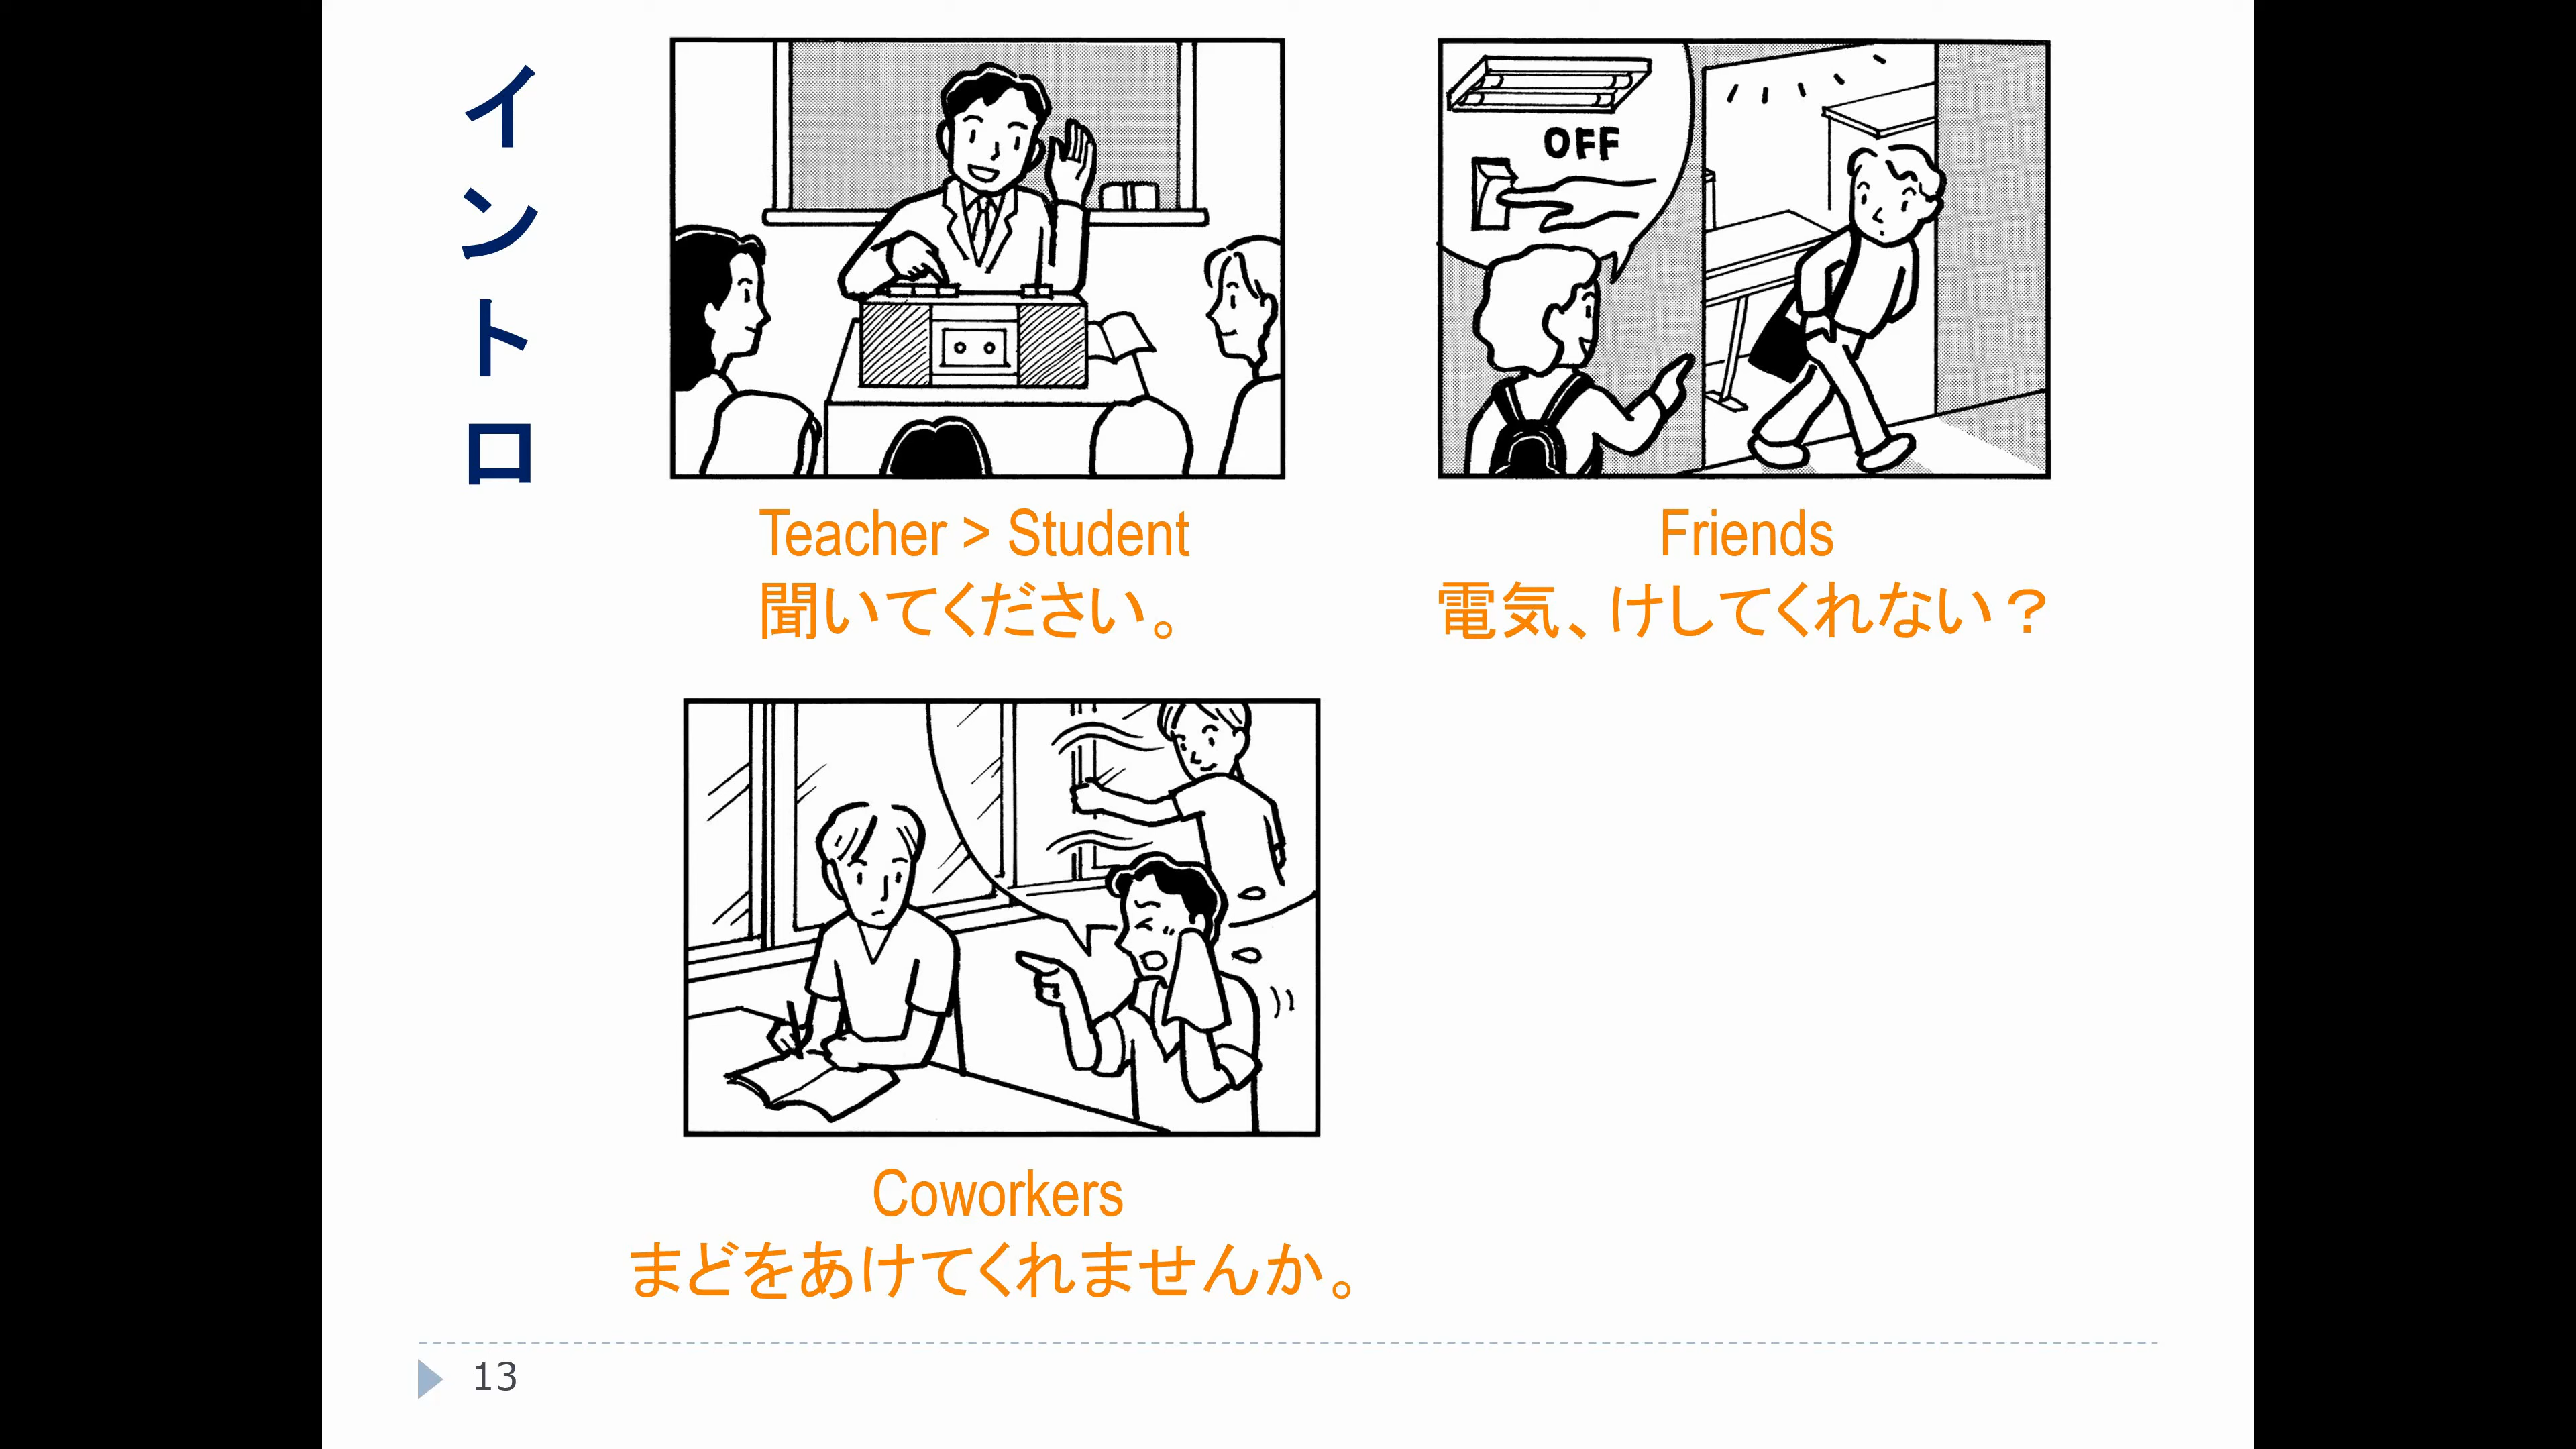 イントロ
OFF
Teacher > Student
聞いてください。
Friends
電気、けしてくれない？
Coworkers
まどをあけてくれませんか。
13